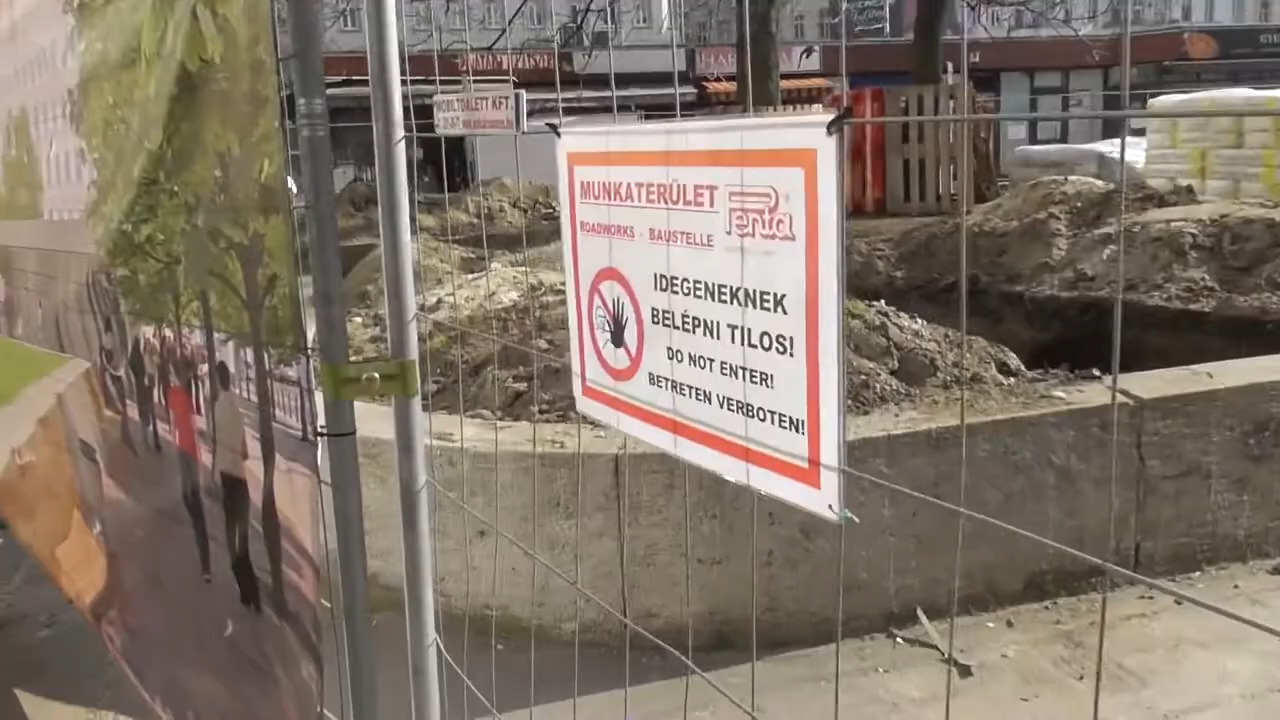 MOBILTOALETT KFT.
MUNKATERÜLET
Penta
ROADWORKS - BAUSTELLE
IDEGENEKNEK
BELÉPNI TILOS!
DO NOT ENTER!
BETRETEN VERBOTEN!